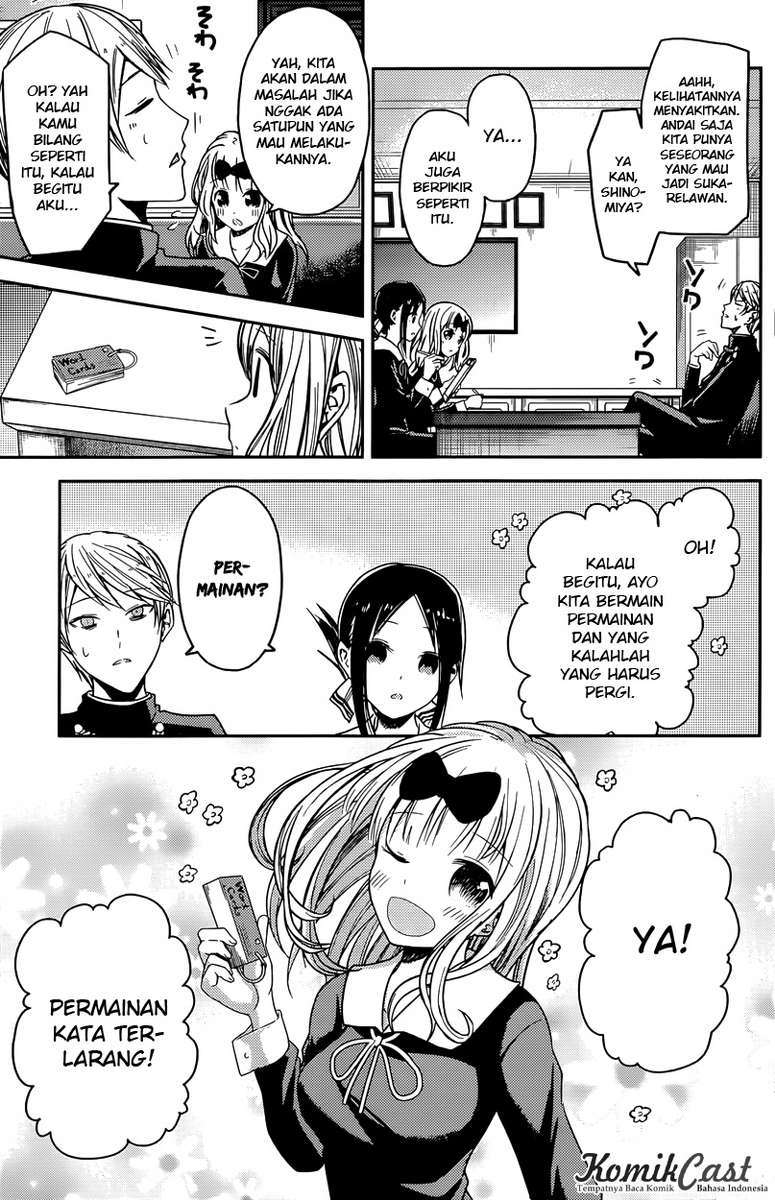 AAHH,
KELIHATANNYA
MENYAKITKAN.
ANDAI SAJA
KITA PUNYA
SESEORANG
YANG MAU
JADI SUKA-
RELAWAN.
YA
KAN,
SHINO-
MIYA?
YA...
AKU
JUGA
BERPIKIR
SEPERTI
ITU.
ソワ
ソワ
YAH, KITA
AKAN DALAM
MASALAH JIKA
NGGAK ADA
SATUPUN YANG
MAU MELAKU-
KANNYA.
そわ
そわ
OH? YAH
KALAU
KAMU
BILANG
SEPERTI
ITU, KALAU
BEGITU
AKU...
Word
Cards
OH!
KALAU
BEGITU, AYO
KITA BERMAIN
PERMAINAN
DAN YANG
KALAHLAH
YANG HARUS
PERGI.
PER-
MAINAN?
YA!
Word
Cards
PERMAINAN
KATA TER-
LARANG!
KomikCast
Tempatnya Baca Komik Bahasa Indonesia